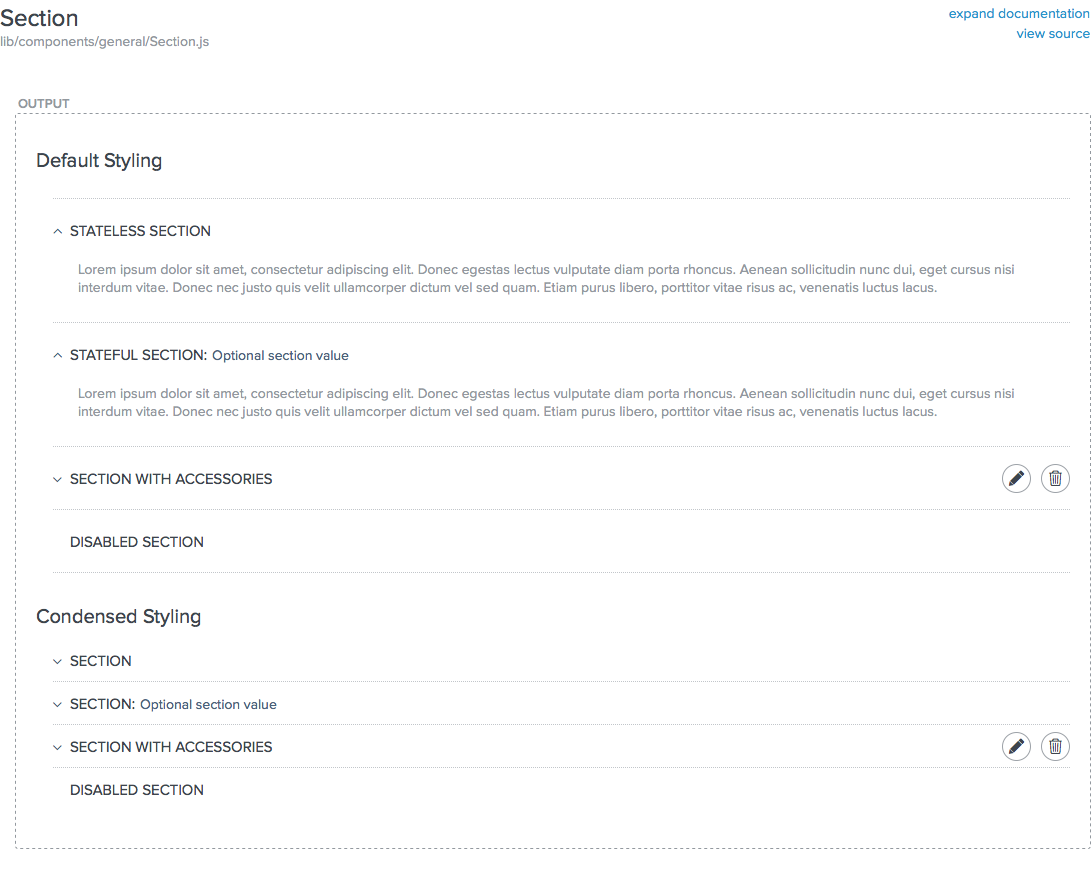 Section
expand documentation
lib/components/general/Section.js
view source
OUTPUT
Default Styling
STATELESS SECTION
Lorem ipsum dolor sit amet, consectetur adipiscing elit. Donec egestas lectus vulputate diam porta rhoncus. Aenean sollicitudin nunc dui, eget cursus nisi
interdum vitae. Donec nec justo quis velit ullamcorper dictum vel sed quam. Etiam purus libero, porttitor vitae risus ac, venenatis luctus lacus.
STATEFUL SECTION: Optional section value
Lorem ipsum dolor sit amet, consectetur adipiscing elit. Donec egestas lectus vulputate diam porta rhoncus. Aenean sollicitudin nunc dui, eget cursus nisi
interdum vitae. Donec nec justo quis velit ullamcorper dictum vel sed quam. Etiam purus libero, porttitor vitae risus ac, venenatis luctus lacus.
SECTION WITH ACCESSORIES
DISABLED SECTION
Condensed Styling
SECTION
SECTION: Optional section value
SECTION WITH ACCESSORIES
DISABLED SECTION